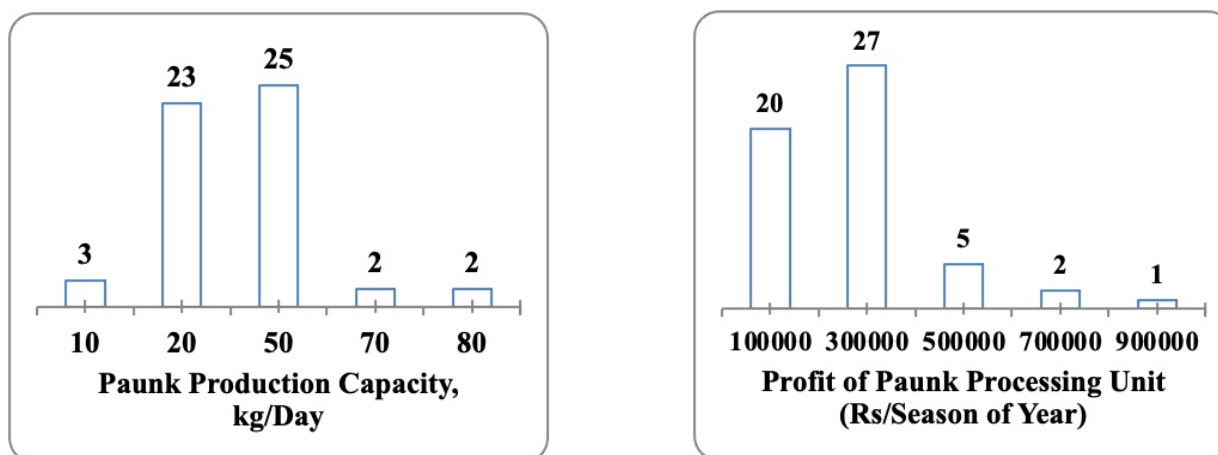 25
23
3
2
2
10 20 50 70 80
Paunk Production Capacity,
kg/Day
27
20
5
2
1
100000 300000 500000 700000 900000
Profit of Paunk Processing Unit
(Rs/Season of Year)